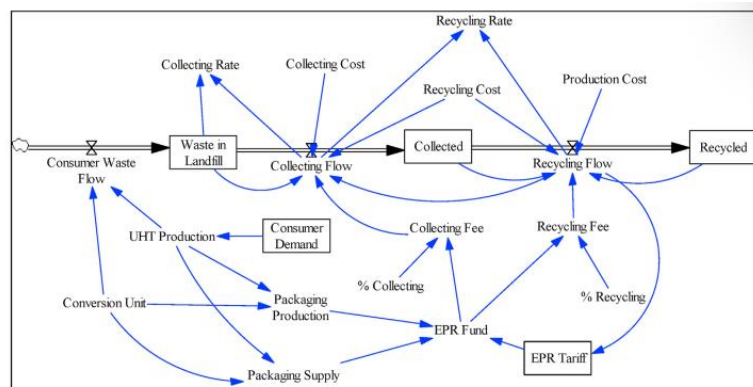 Recycling Rate
Collecting Rate
Collecting Cost
Recycling Cost
Production Cost
Waste in
Landfill
Collected
Recycled
Consumer Waste
Flow
Collecting Flow
Recycling Flow
UHT Production
Consumer
Demand
Collecting Fee
Recycling Fee
% Collecting
% Recycling
Conversion Unit
Packaging
Production
EPR Fund
EPR Tariff
Packaging Supply